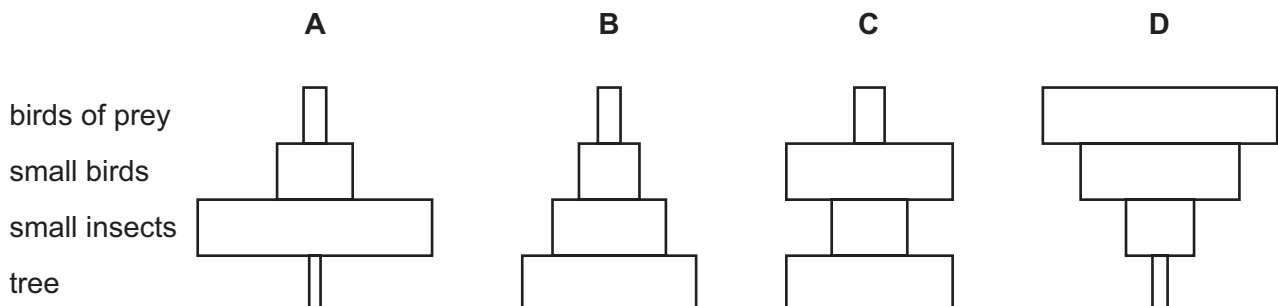 A B C D
birds of prey
small birds
small insects
tree